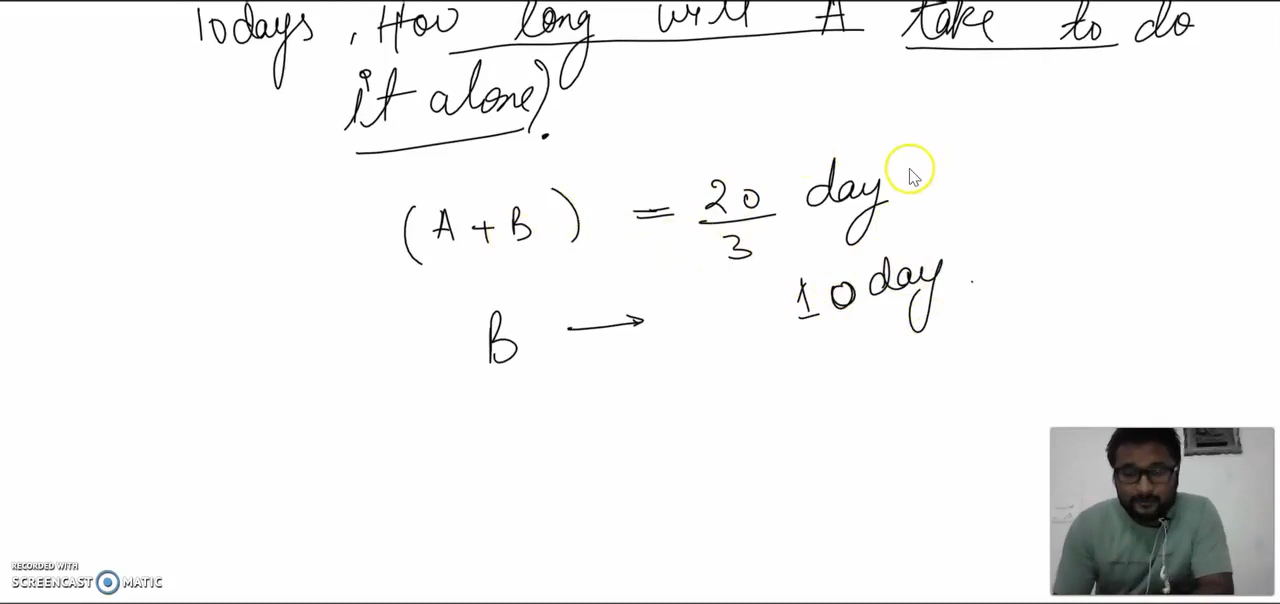 10days, How long will A take to do
it alone?
(A + B) = 20/3 day
10 day.
B →
RECORDED WITH
SCREENCAST MATIC